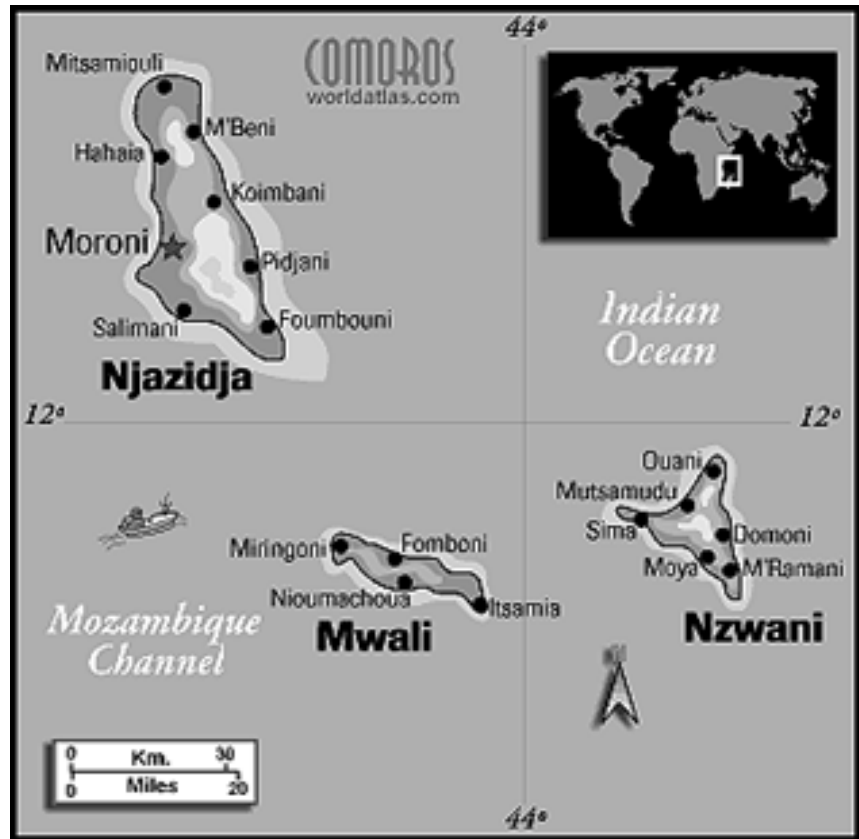 44°
COMOROS
worldatlas.com
Mitsamiouli
M'Beni
Hahaia
Koimbani
Moroni
Pidjani
Salimani
Foumbouni
Njazidja
Indian
Ocean
12°
12°
Ouani
Mutsamudu
Sima
Domoni
Moya
M'Ramani
Nzwani
Miringoni
Fomboni
Nioumachoua
Itsamia
Mwali
Mozambique
Channel
0 30
Km.
Miles
0 20
44°